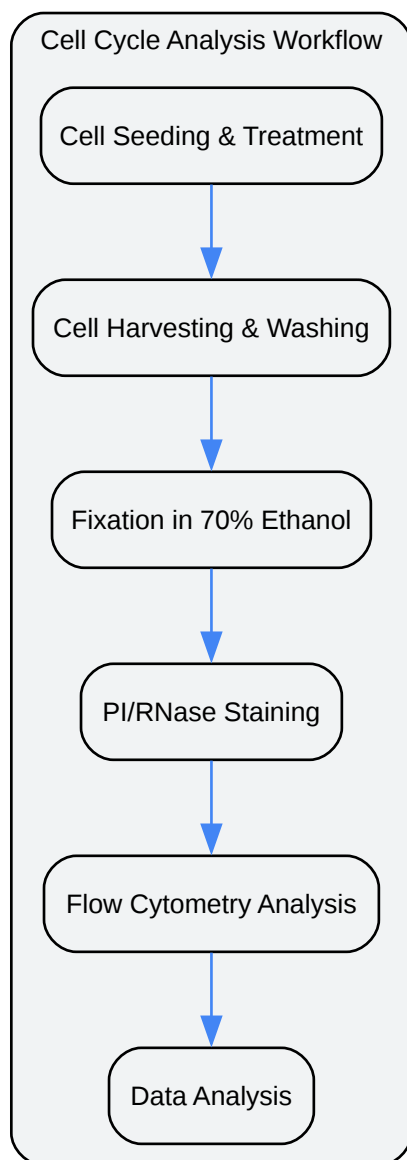 Cell Cycle Analysis Workflow
Cell Seeding & Treatment
Cell Harvesting & Washing
Fixation in 70% Ethanol
PI/RNase Staining
Flow Cytometry Analysis
Data Analysis